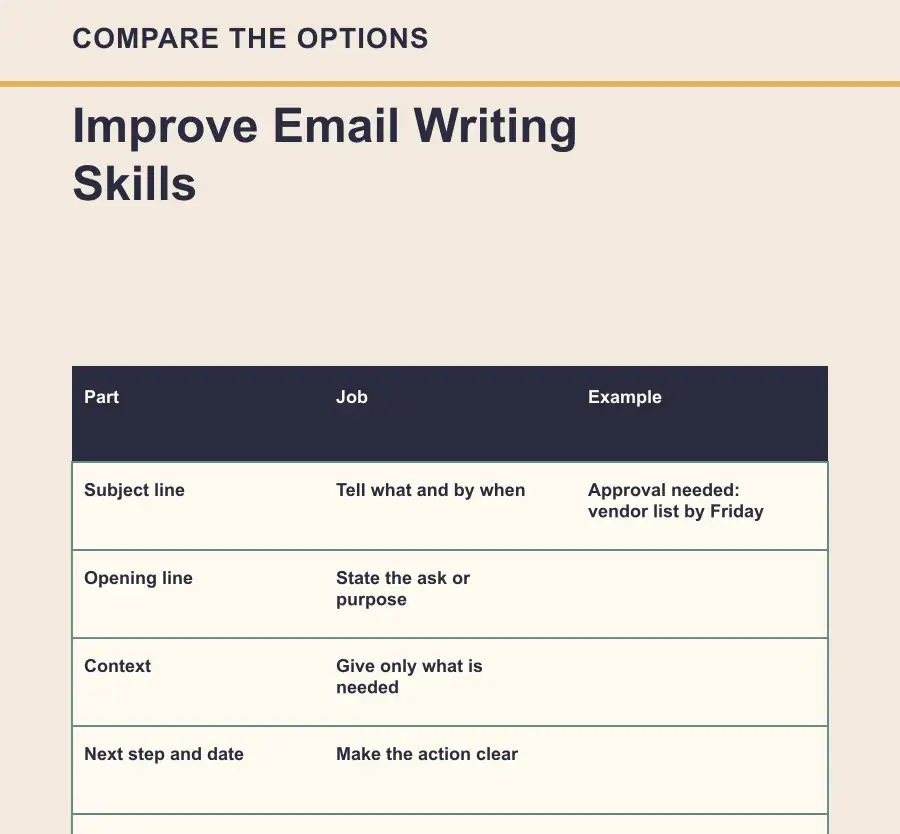 COMPARE THE OPTIONS
Improve Email Writing
Skills
Part Job Example
Subject line Tell what and by when Approval needed:
vendor list by Friday
Opening line State the ask or
purpose
Context Give only what is
needed
Next step and date Make the action clear